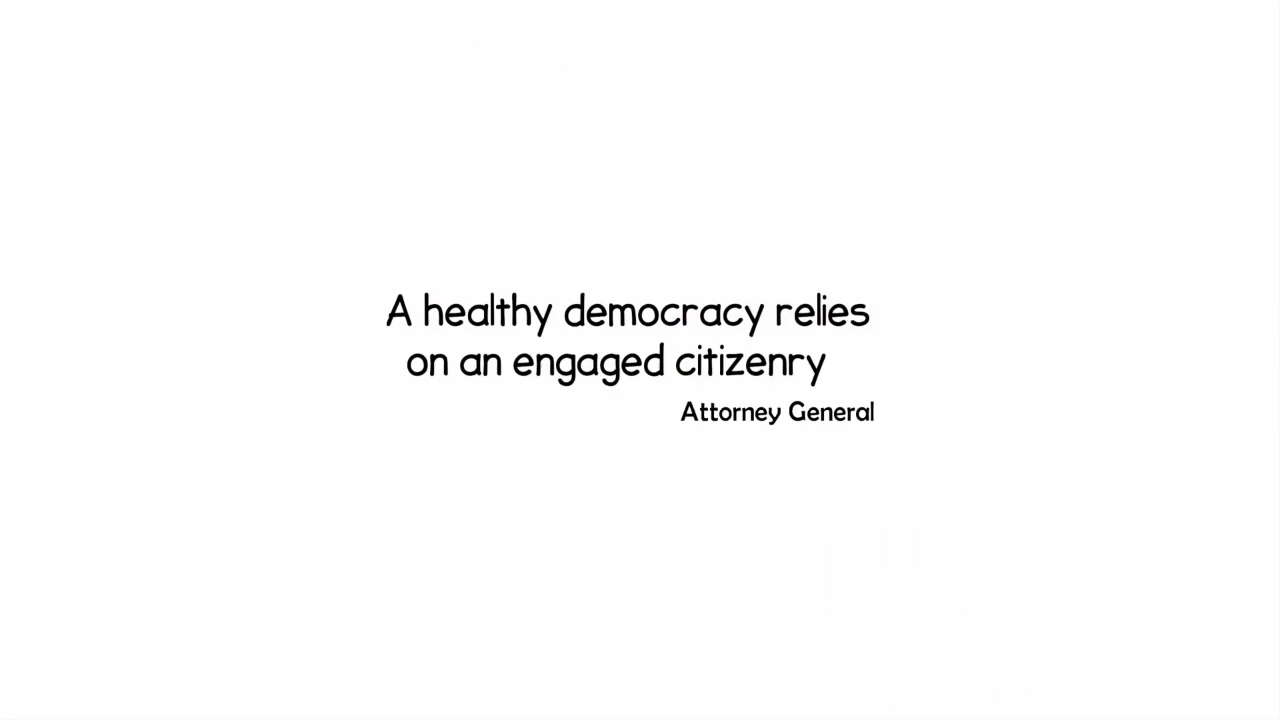 A healthy democracy relies
on an engaged citizenry
Attorney General